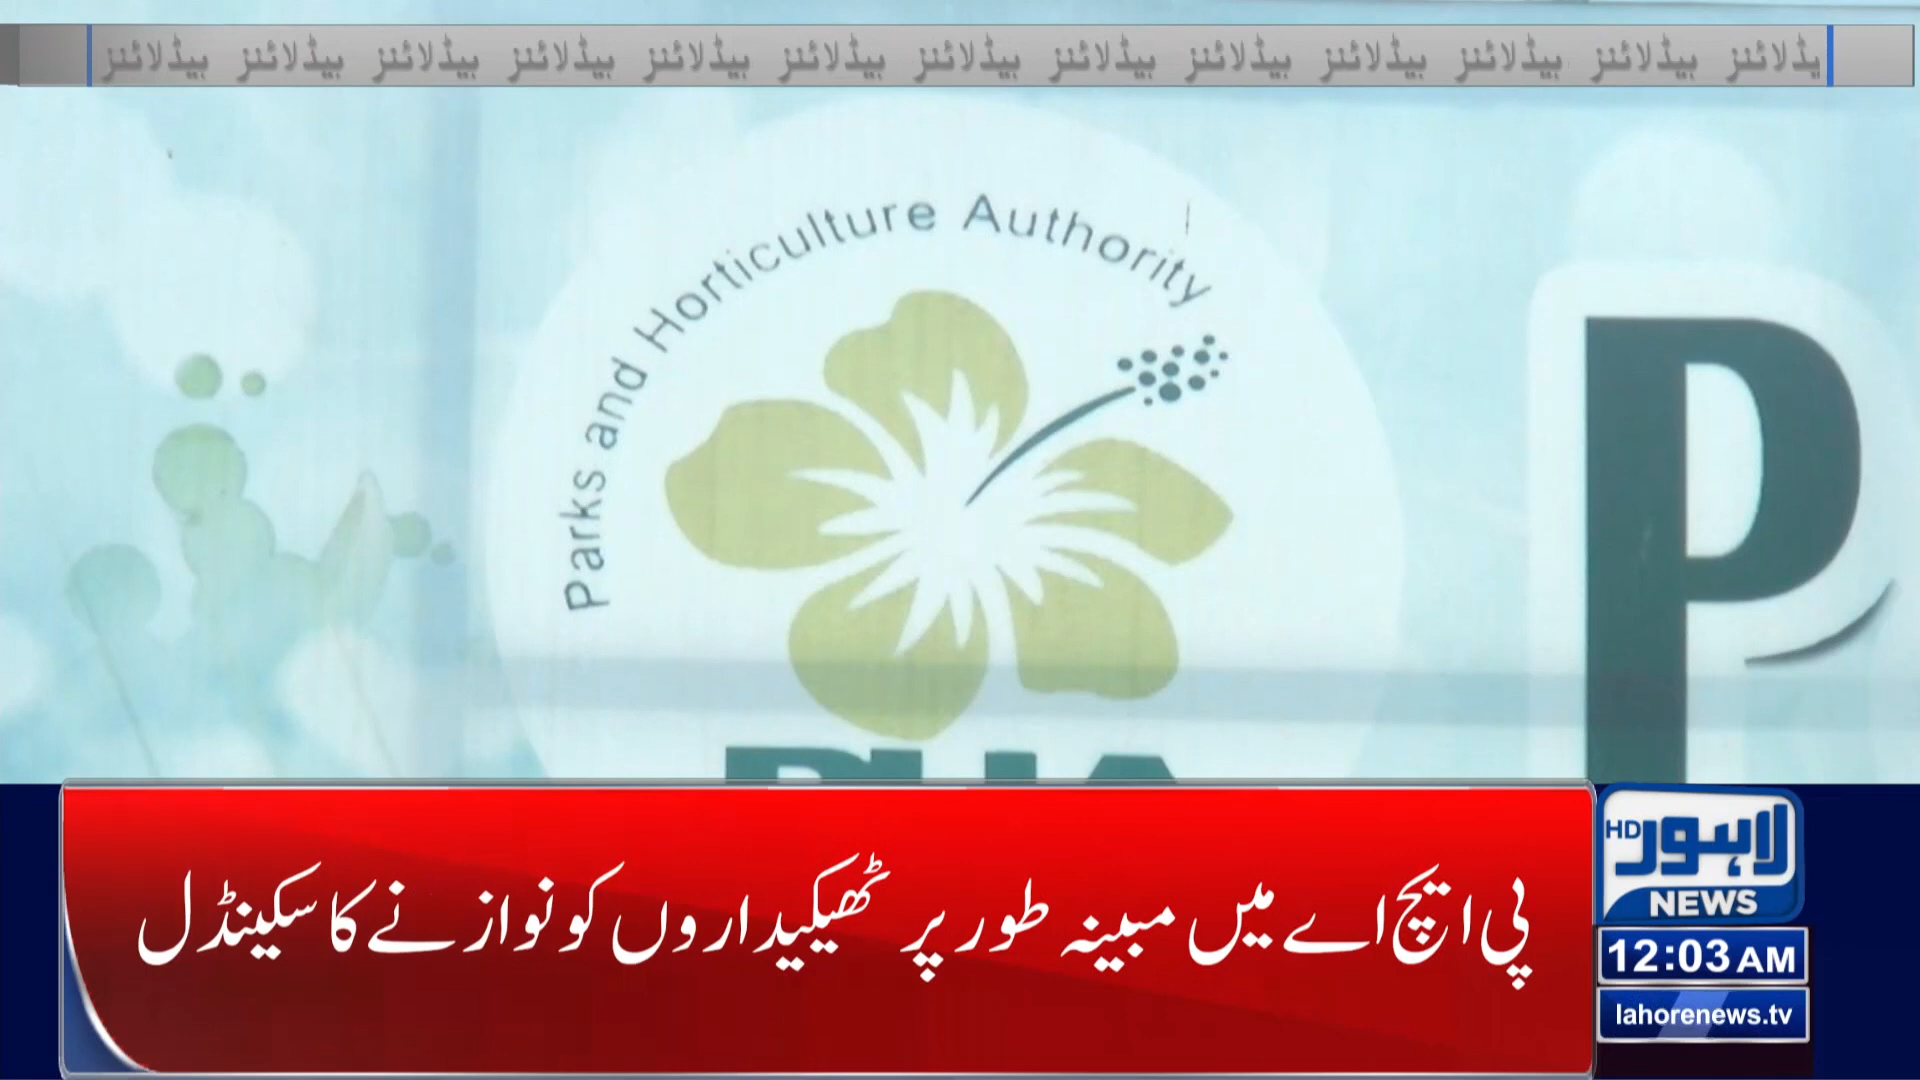 ہیڈلائنز ہیڈلائنز ہیڈلائنز ہیڈلائنز ہیڈلائنز ہیڈلائنز ہیڈلائنز ہیڈلائنز ہیڈلائنز ہیڈلائنز ہیڈلائنز ہیڈلائنز
Parks and Horticulture Authority
P
PHA
پی ایچ اے میں مبینہ طور پر ٹھیکیداروں کو نوازنے کا سکینڈل
لاہور HD
NEWS
12:03 AM
lahorenews.tv